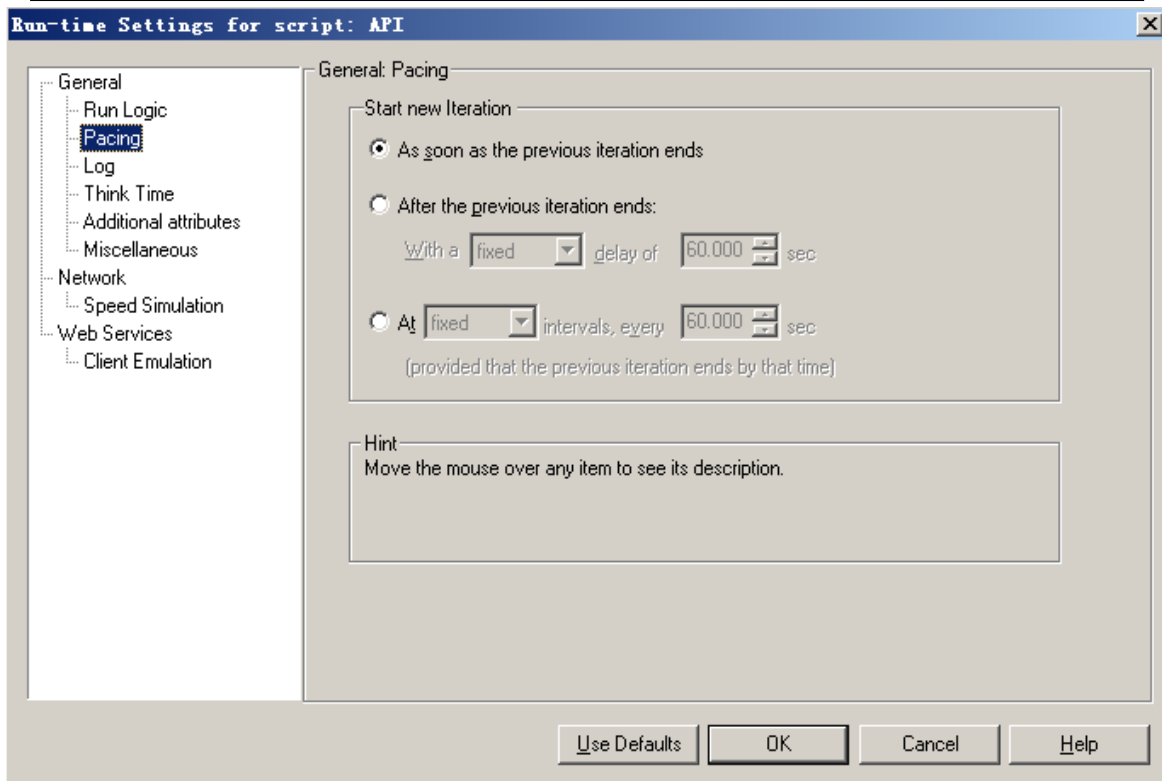 Run-time Settings for script: API
General
Run Logic
Pacing
Log
Think Time
Additional attributes
Miscellaneous
Network
Speed Simulation
Web Services
Client Emulation
General: Pacing
Start new Iteration
As soon as the previous iteration ends
After the previous iteration ends:
With a fixed delay of 60.000 sec
At fixed intervals, every 60.000 sec
(provided that the previous iteration ends by that time)
Hint
Move the mouse over any item to see its description.
Use Defaults OK Cancel Help